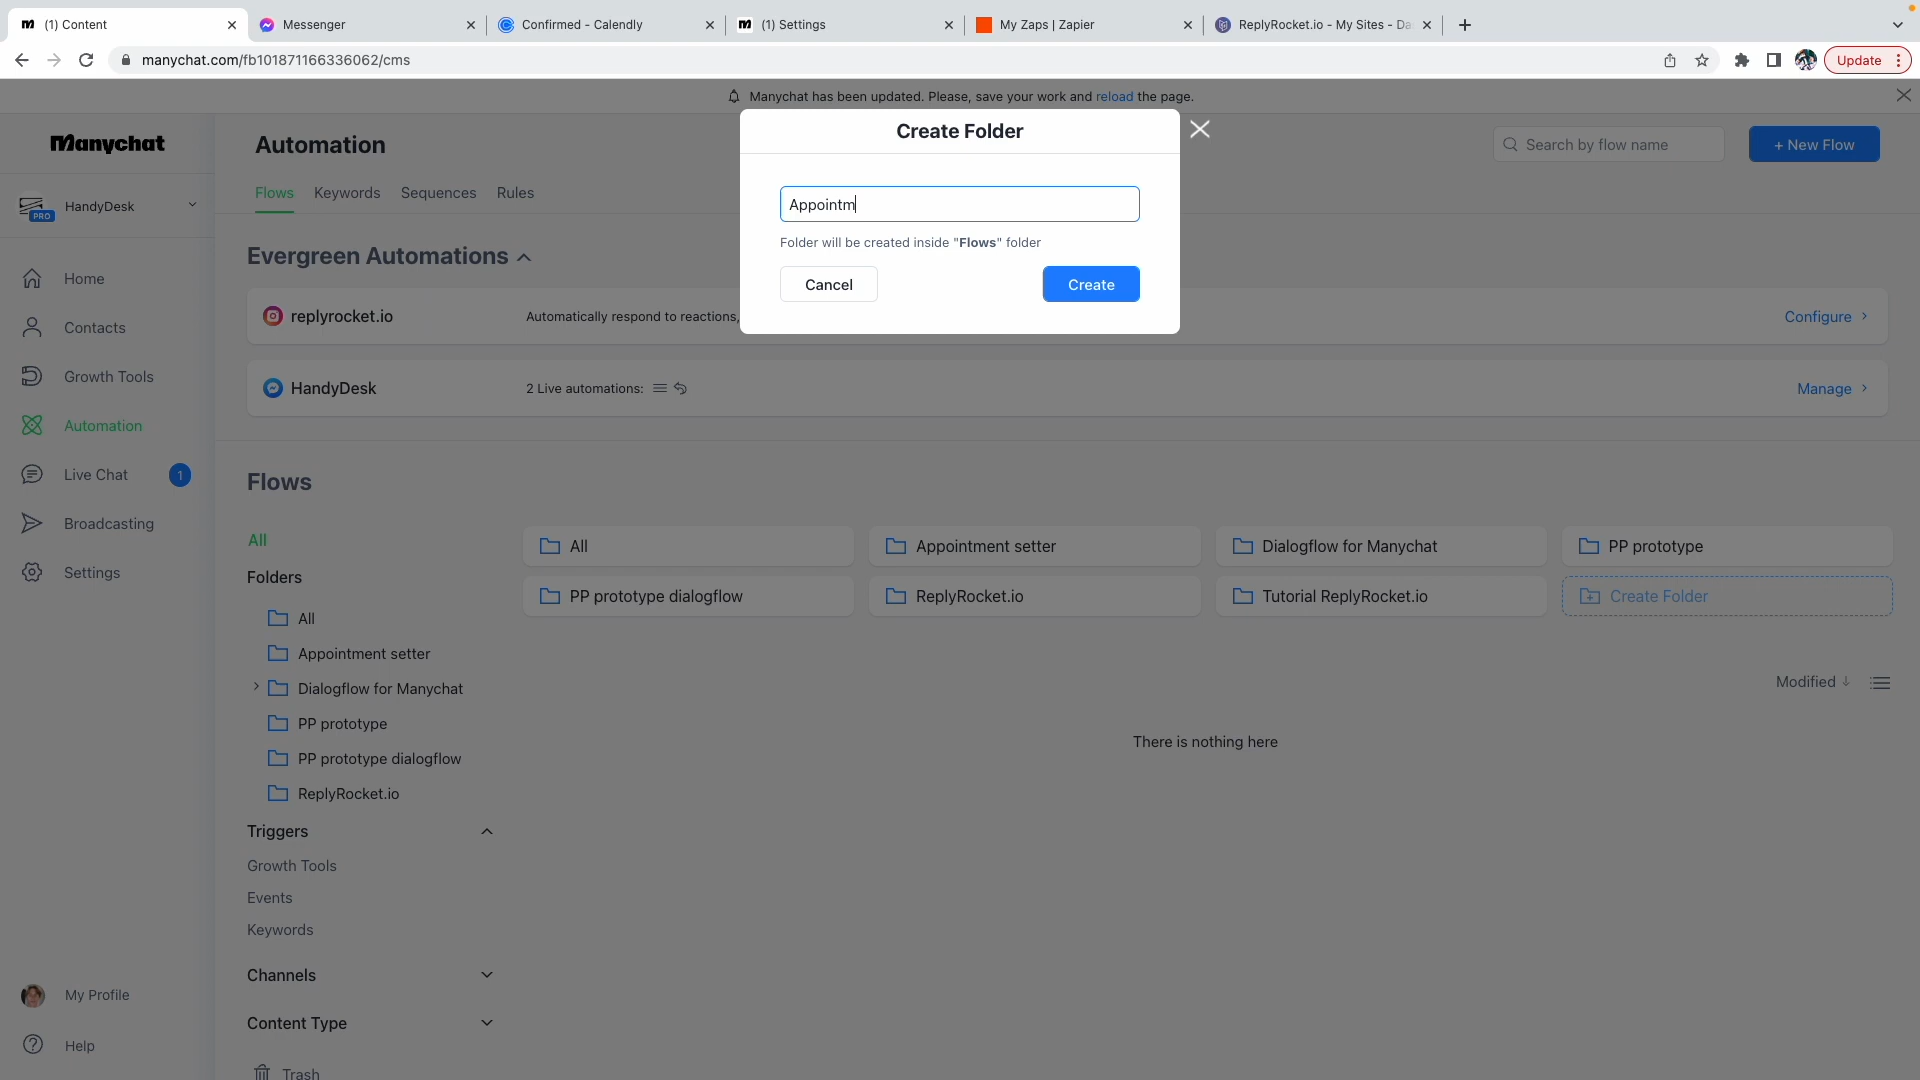 (1) Content
Messenger
Confirmed - Calendly
(1) Settings
My Zaps | Zapier
ReplyRocket.io - My Sites - Da
manychat.com/fb101871166336062/cms
Update
Manychat has been updated. Please, save your work and reload the page.
Manychat
Automation
Create Folder
Search by flow name
+ New Flow
Flows
Keywords
Sequences
Rules
PRO
HandyDesk
Appointm
Folder will be created inside "Flows" folder
Cancel
Create
Evergreen Automations
Home
Contacts
Growth Tools
Automation
Live Chat
1
Broadcasting
Settings
replyrocket.io
Automatically respond to reactions,
Configure
HandyDesk
2 Live automations:
Manage
Flows
All
Folders
All
Appointment setter
Dialogflow for Manychat
PP prototype
PP prototype dialogflow
ReplyRocket.io
All
Appointment setter
Dialogflow for Manychat
PP prototype
PP prototype dialogflow
ReplyRocket.io
Tutorial ReplyRocket.io
Create Folder
Modified
There is nothing here
Triggers
Growth Tools
Events
Keywords
Channels
Content Type
Trash
My Profile
Help